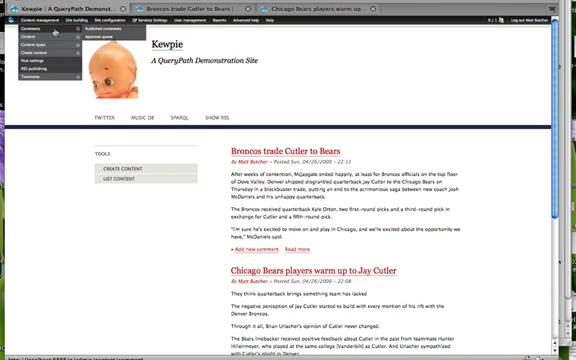 Kewpie | A QueryPath Demonst...
Broncos trade Cutler to Bears |...
Chicago Bears players warm up...
Content management Site building Site configuration QP Services Settings User management Reports Advanced help Help
Log out Matt Butcher
Comments
Published comments
Content
Approval queue
Content types
Create content
Post settings
RSS publishing
Taxonomy
Kewpie
A QueryPath Demonstration Site
TWITTER MUSIC DB SPARQL SHOW RSS
TOOLS
CREATE CONTENT
LIST CONTENT
Broncos trade Cutler to Bears
By Matt Butcher – Posted Sun, 04/26/2009 - 22:11
After weeks of contention, McJaygate ended happily, at least for Broncos officials on the top floor
of Dove Valley. Denver shipped disgruntled quarterback Jay Cutler to the Chicago Bears on
Thursday in a blockbuster trade, putting an end to the acrimonious saga between new coach Josh
McDaniels and his unhappy quarterback.
The Broncos received quarterback Kyle Orton, two first-round picks and a third-round pick in
exchange for Cutler and a fifth-round pick.
"I'm sure he's excited to move on and play in Chicago, and we're excited about the opportunity we
have," McDaniels said.
Add new comment Read more
Chicago Bears players warm up to Jay Cutler
By Matt Butcher – Posted Sun, 04/26/2009 - 22:08
They think quarterback brings something team has lacked
The negative perception of Jay Cutler started to build with every mention of his rift with the
Denver Broncos.
Through it all, Brian Urlacher's opinion of Cutler never changed.
The Bears linebacker received positive feedback about Cutler in the past from teammate Hunter
Hillenmeyer, who played at the same college [Vanderbilt] as Cutler. And Urlacher sympathized
with Cutler's plight in Denver.